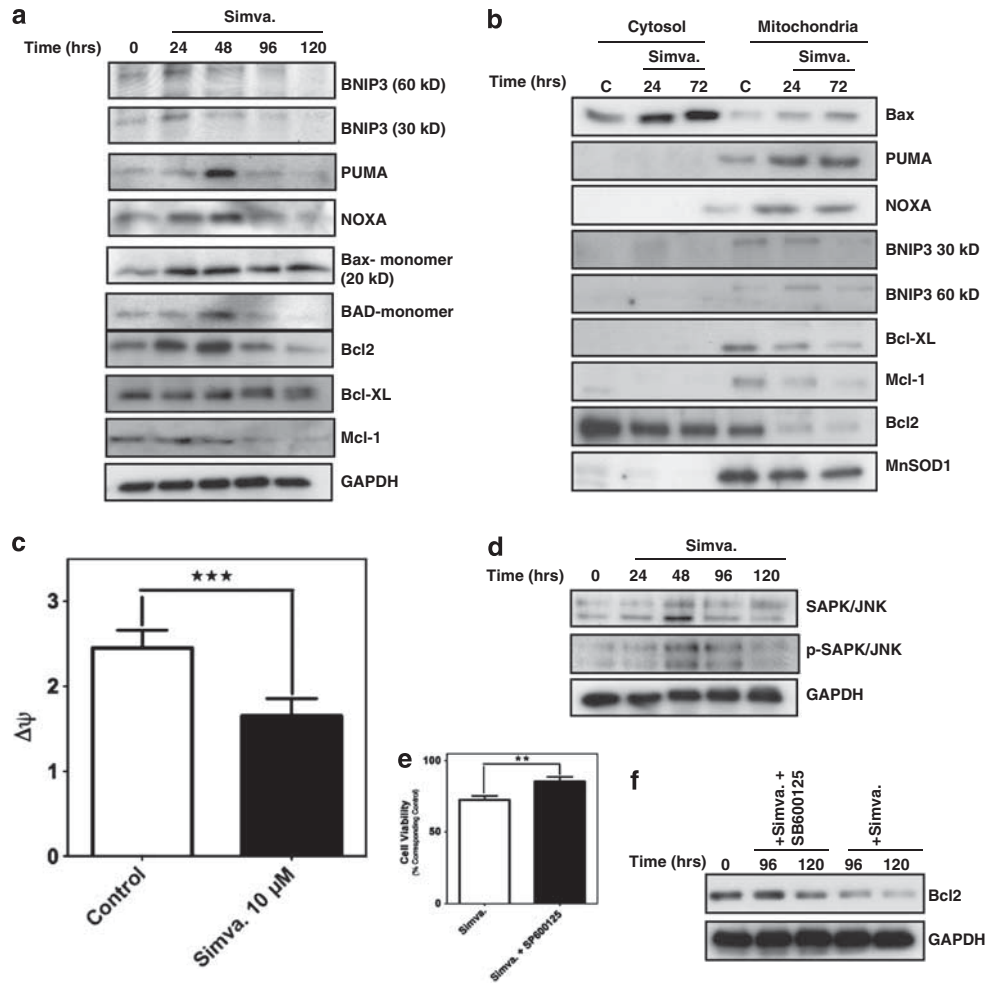 a
Simva.
Time (hrs) 0 24 48 96 120
BNIP3 (60 kD)
BNIP3 (30 kD)
PUMA
NOXA
Bax- monomer
(20 kD)
BAD-monomer
Bcl2
Bcl-XL
Mcl-1
GAPDH
b
Cytosol Mitochondria
Simva. Simva.
Time (hrs) C 24 72 C 24 72
Bax
PUMA
NOXA
BNIP3 30 kD
BNIP3 60 kD
Bcl-XL
Mcl-1
Bcl2
MnSOD1
c
★★★
3
2
1
0
Δψ
Control
Simva. 10 µM
d
Simva.
Time (hrs) 0 24 48 96 120
SAPK/JNK
p-SAPK/JNK
GAPDH
e
**
100
50
0
Cell Viability
(% Corresponding Control)
Simva.
Simva. + SP600125
f
+Simva. +
SB600125
+Simva.
Time (hrs) 0 96 120 96 120
Bcl2
GAPDH